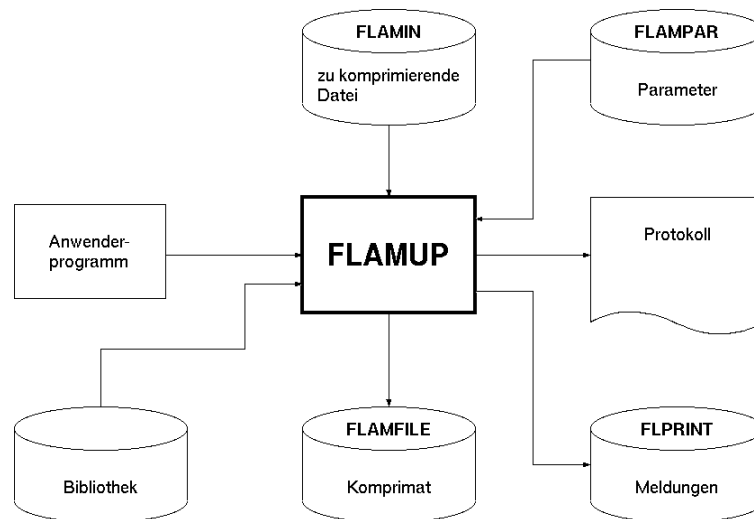 FLAMIN
zu komprimierende
Datei
FLAMPAR
Parameter
Anwender-
programm
FLAMUP
Protokoll
Bibliothek
FLAMFILE
Komprimat
FLPRINT
Meldungen